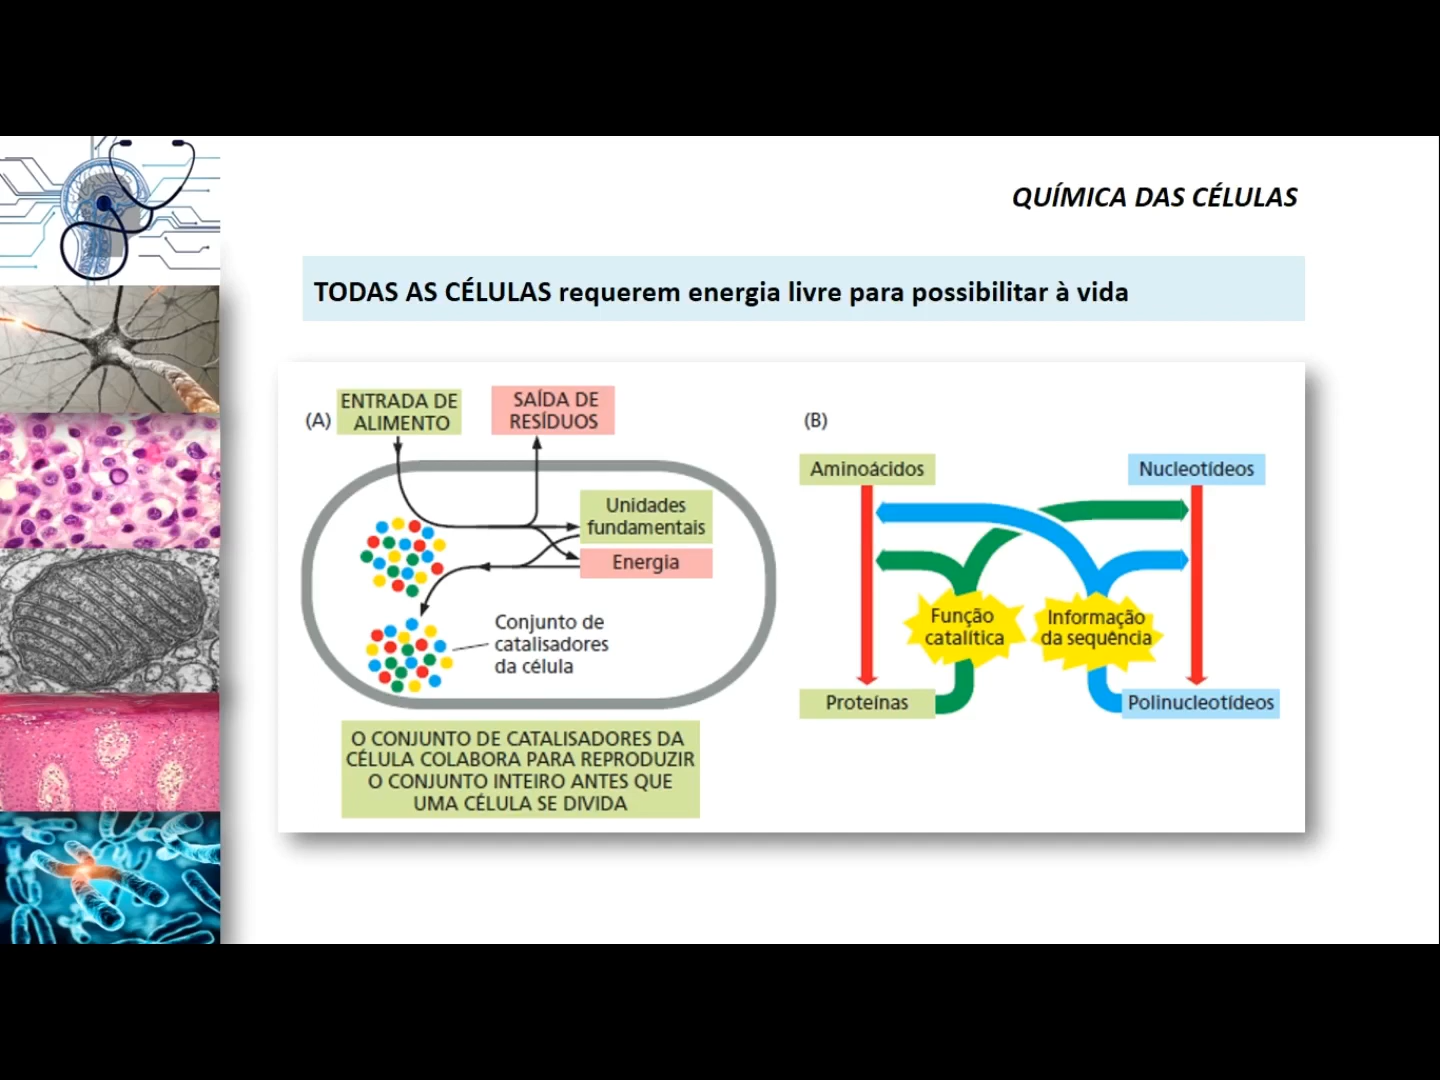 QUÍMICA DAS CÉLULAS
TODAS AS CÉLULAS requerem energia livre para possibilitar à vida
(A)
ENTRADA DE
ALIMENTO
SAÍDA DE
RESÍDUOS
Unidades
fundamentais
Energia
Conjunto de
catalisadores
da célula
O CONJUNTO DE CATALISADORES DA
CÉLULA COLABORA PARA REPRODUZIR
O CONJUNTO INTEIRO ANTES QUE
UMA CÉLULA SE DIVIDA
(B)
Aminoácidos
Nucleotídeos
Função
catalítica
Informação
da sequência
Proteínas
Polinucleotídeos